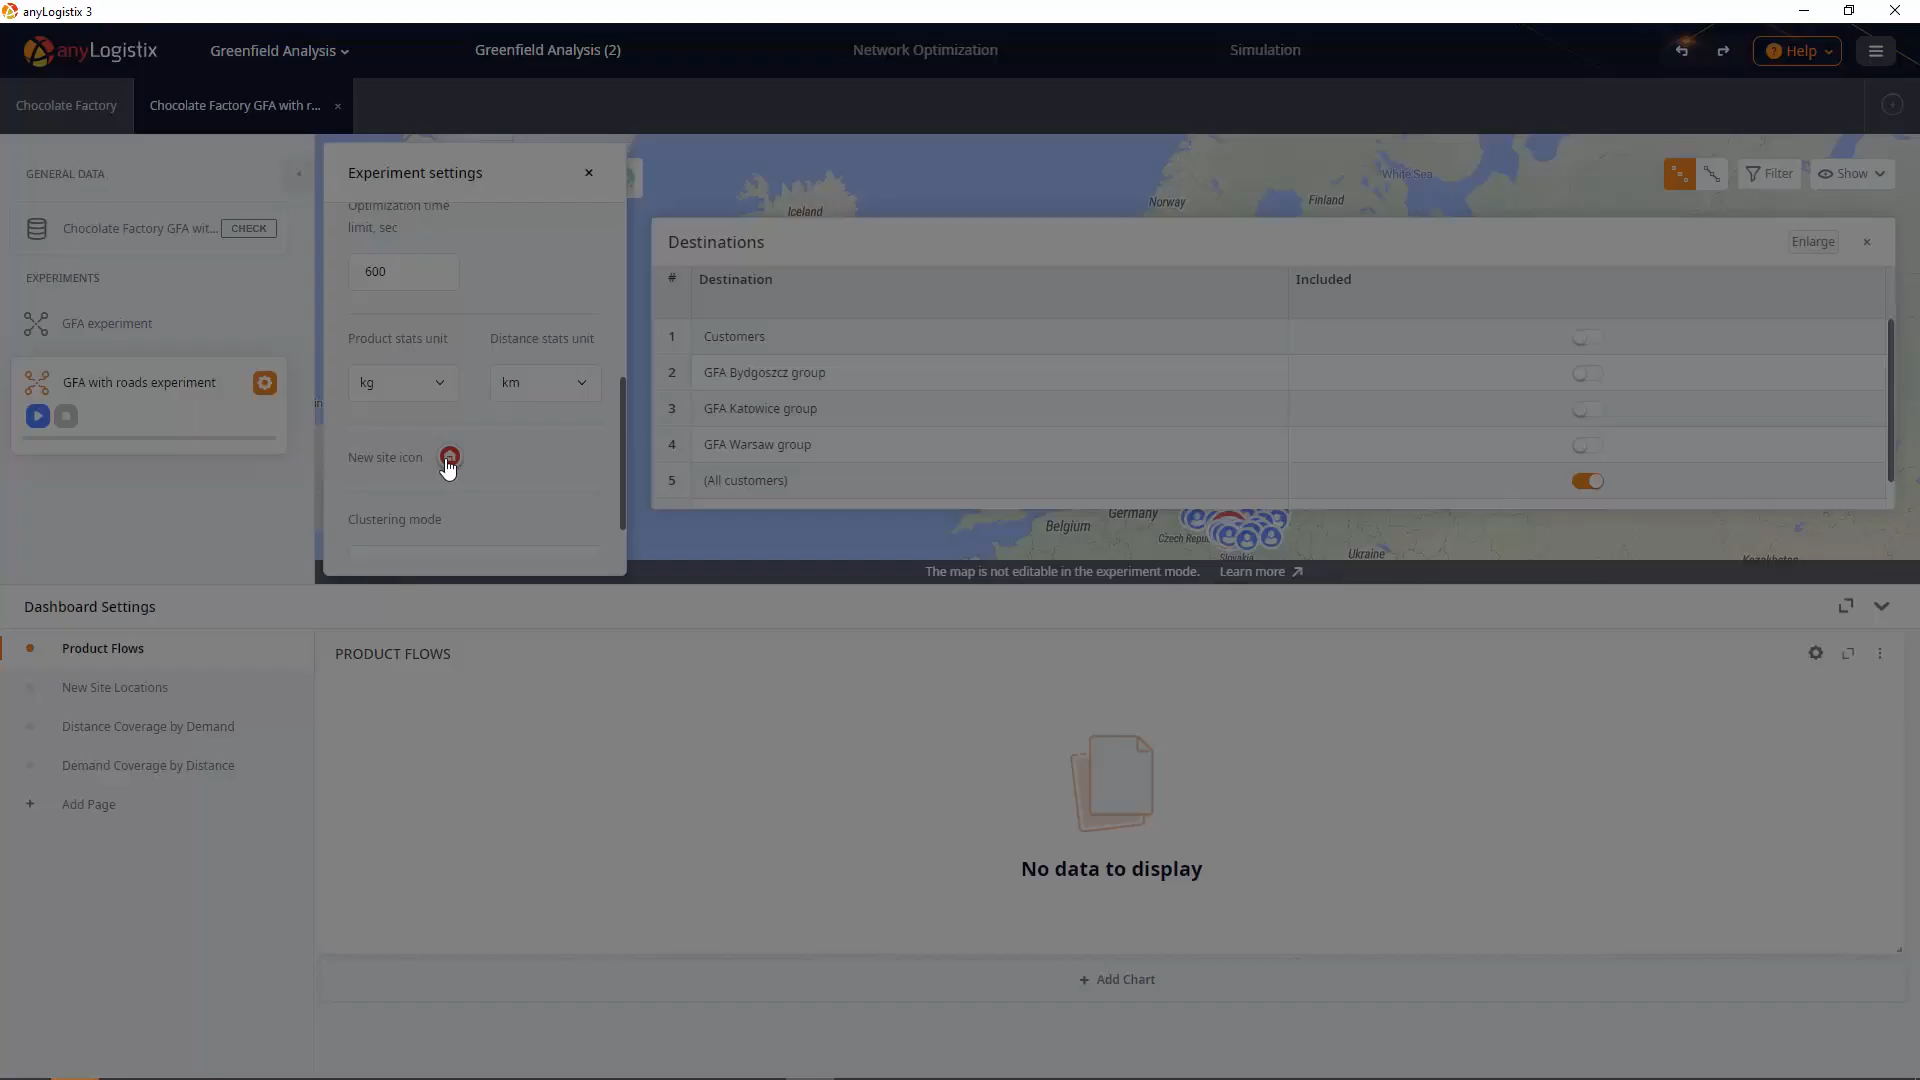 anyLogistix 3
anyLogistix
Greenfield Analysis
Greenfield Analysis (2)
Network Optimization
Simulation
? Help
Chocolate Factory
Chocolate Factory GFA with r... ×
GENERAL DATA
Chocolate Factory GFA wit...
CHECK
EXPERIMENTS
GFA experiment
GFA with roads experiment
Experiment settings ×
Optimization time
limit, sec
600
Product stats unit
Distance stats unit
kg
km
New site icon
Clustering mode
White Sea
Norway
Finland
Iceland
Filter
Show
Destinations
Enlarge ×
# Destination Included
1 Customers
2 GFA Bydgoszcz group
3 GFA Katowice group
4 GFA Warsaw group
5 (All customers)
Germany
Belgium
Czech Repu
Slovakia
Ukraine
Kazakhstan
The map is not editable in the experiment mode. Learn more
Dashboard Settings
Product Flows
New Site Locations
Distance Coverage by Demand
Demand Coverage by Distance
+ Add Page
PRODUCT FLOWS
No data to display
+ Add Chart